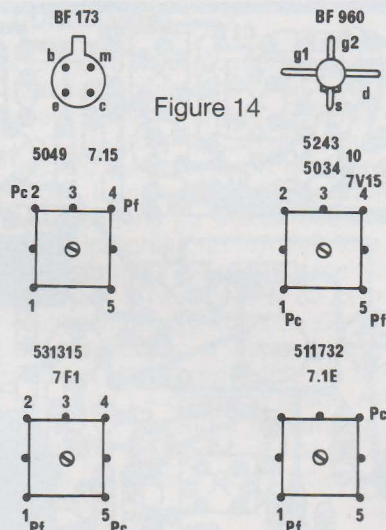 BF 173
BF 960
b m
e c
g1 g2
d
s
Figure 14
5049 7.15
Pc 2 3 4 Pf
1 5
5243
5034 10
7V15
2 3 4
1 Pc 5 Pf
531315
7 F1
2 3 4
1 Pf 5 Pc
511732
7.1E
Pc
1 Pf 5